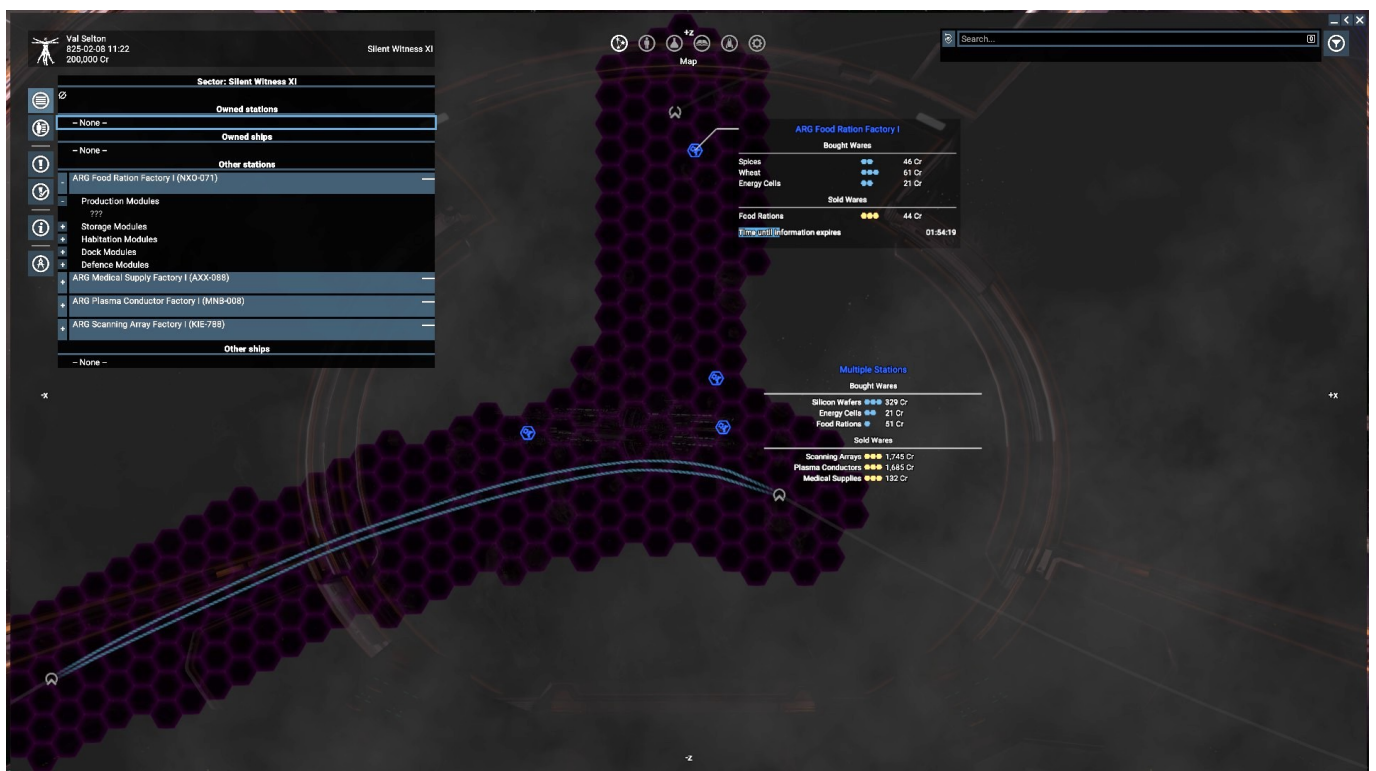 Val Selton
825-02-08 11:22
200,000 Cr
Silent Witness XI
+z
Map
Search...
Sector: Silent Witness XI
Owned stations
– None –
Owned ships
– None –
Other stations
- ARG Food Ration Factory I (NXO-071) —
- Production Modules
???
+ Storage Modules
+ Habitation Modules
+ Dock Modules
+ Defence Modules
+ ARG Medical Supply Factory I (AXX-088) —
+ ARG Plasma Conductor Factory I (MNB-008) —
+ ARG Scanning Array Factory I (KIE-788) —
Other ships
– None –
ARG Food Ration Factory I
Bought Wares
Spices 46 Cr
Wheat 61 Cr
Energy Cells 21 Cr
Sold Wares
Food Rations 44 Cr
Time until information expires 01:54:19
Multiple Stations
Bought Wares
Silicon Wafers 329 Cr
Energy Cells 21 Cr
Food Rations 51 Cr
Sold Wares
Scanning Arrays 1,745 Cr
Plasma Conductors 1,685 Cr
Medical Supplies 132 Cr
-x
+x
-z